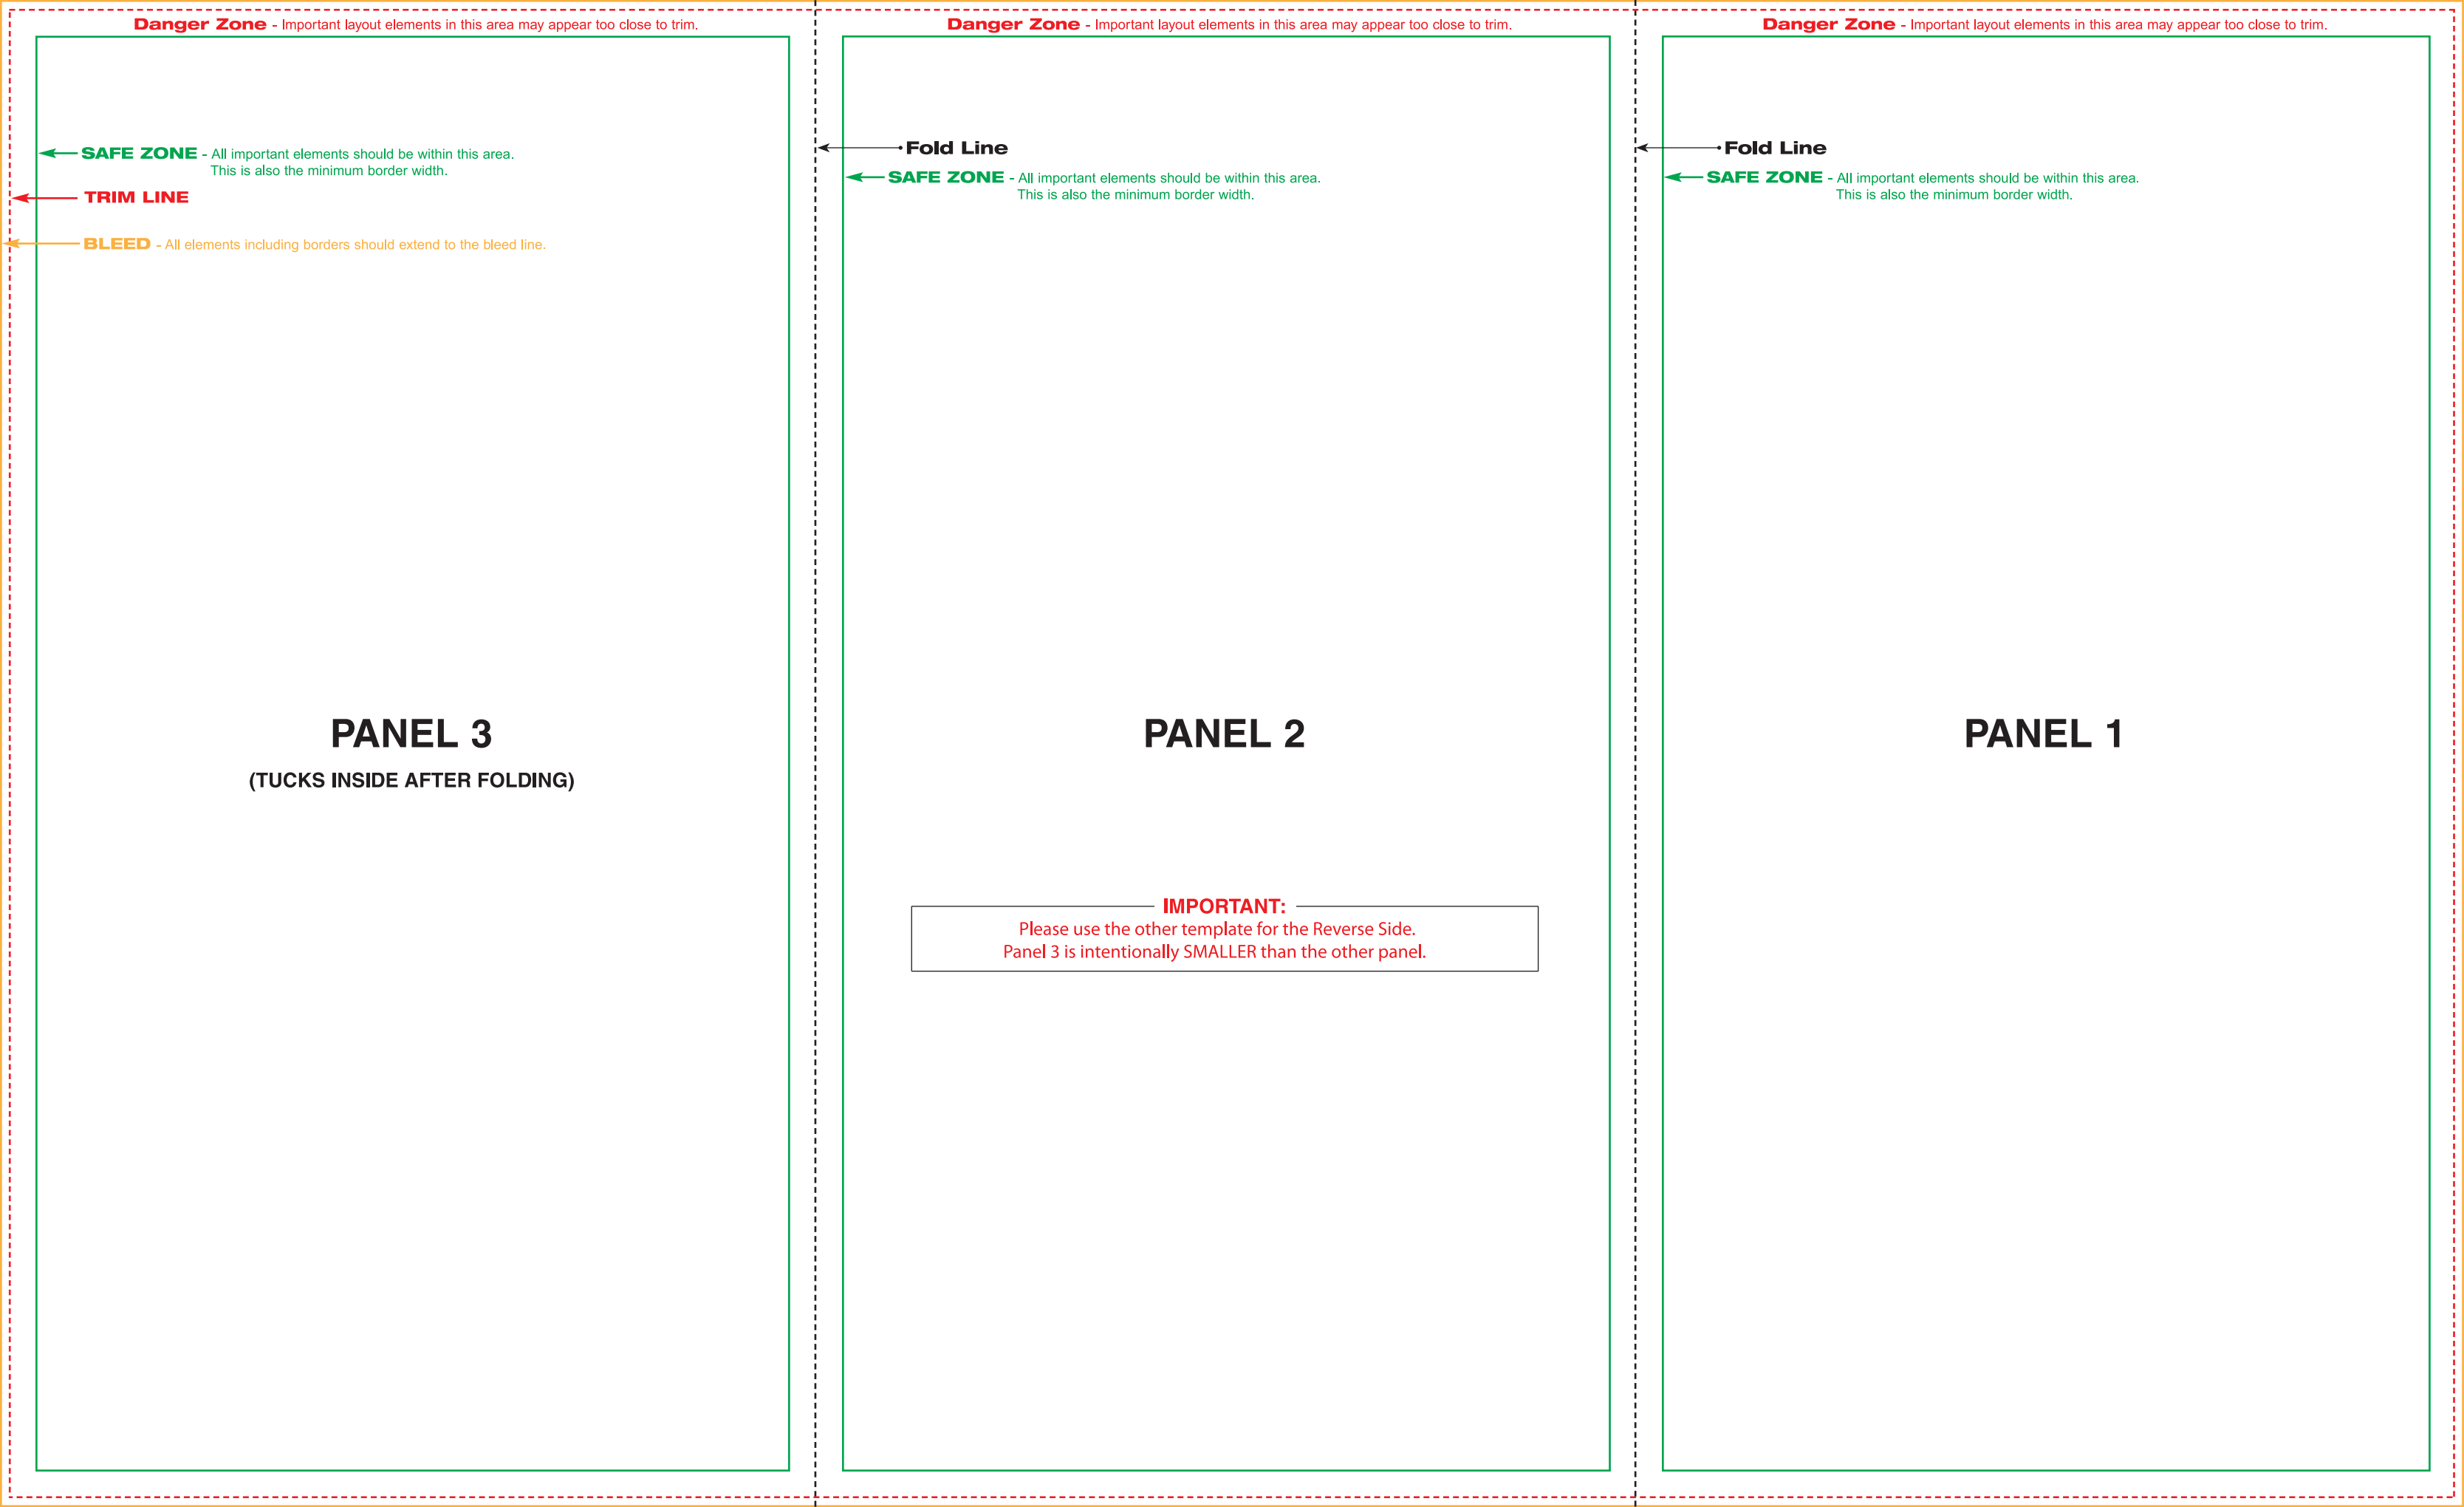 Danger Zone - Important layout elements in this area may appear too close to trim.
SAFE ZONE - All important elements should be within this area.
This is also the minimum border width.
TRIM LINE
BLEED - All elements including borders should extend to the bleed line.
PANEL 3
(TUCKS INSIDE AFTER FOLDING)
Danger Zone - Important layout elements in this area may appear too close to trim.
Fold Line
SAFE ZONE - All important elements should be within this area.
This is also the minimum border width.
PANEL 2
IMPORTANT:
Please use the other template for the Reverse Side.
Panel 3 is intentionally SMALLER than the other panel.
Danger Zone - Important layout elements in this area may appear too close to trim.
Fold Line
SAFE ZONE - All important elements should be within this area.
This is also the minimum border width.
PANEL 1